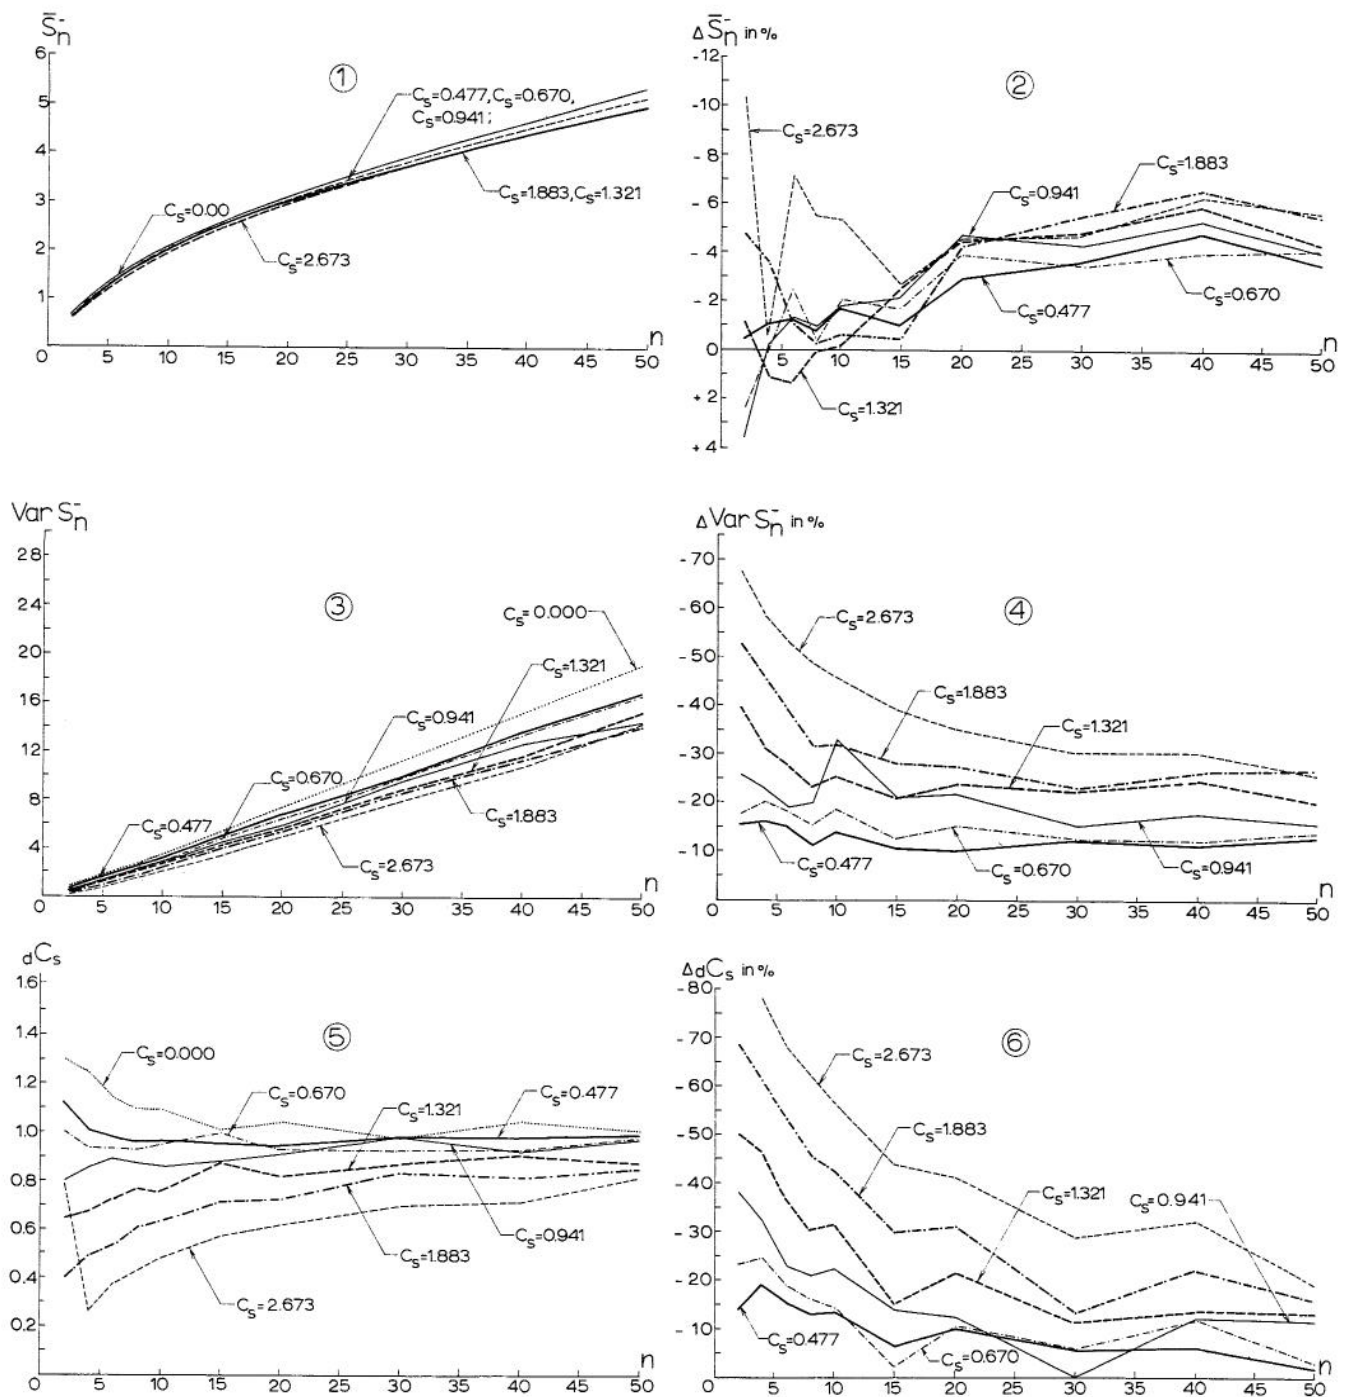 S̄n⁻
6
5
4
3
2
1
0 5 10 15 20 25 30 35 40 45 50
n
①
Cs=0.477, Cs=0.670,
Cs=0.941;
Cs=0.00
Cs=1.883, Cs=1.321
Cs=2.673
Δ S̄n⁻ in %
-12
-10
-8
-6
-4
-2
0
+2
+4
5 10 15 20 25 30 35 40 45 50
n
②
Cs=2.673
Cs=1.883
Cs=0.941
Cs=0.670
Cs=0.477
Cs=1.321
Var Sn⁻
28
24
20
16
12
8
4
0 5 10 15 20 25 30 35 40 45 50
n
③
Cs=0.000
Cs=1.321
Cs=0.941
Cs=0.670
Cs=0.477
Cs=1.883
Cs=2.673
Δ Var Sn⁻ in %
-70
-60
-50
-40
-30
-20
-10
0 5 10 15 20 25 30 35 40 45 50
n
④
Cs=2.673
Cs=1.883
Cs=1.321
Cs=0.477
Cs=0.670
Cs=0.941
dCs
1.6
1.4
1.2
1.0
0.8
0.6
0.4
0.2
0 5 10 15 20 25 30 35 40 45 50
n
⑤
Cs=0.000
Cs=0.670
Cs=1.321
Cs=0.477
Cs=0.941
Cs=1.883
Cs=2.673
ΔdCs in %
-80
-70
-60
-50
-40
-30
-20
-10
0 5 10 15 20 25 30 35 40 45 50
n
⑥
Cs=2.673
Cs=1.883
Cs=1.321
Cs=0.941
Cs=0.477
Cs=0.670